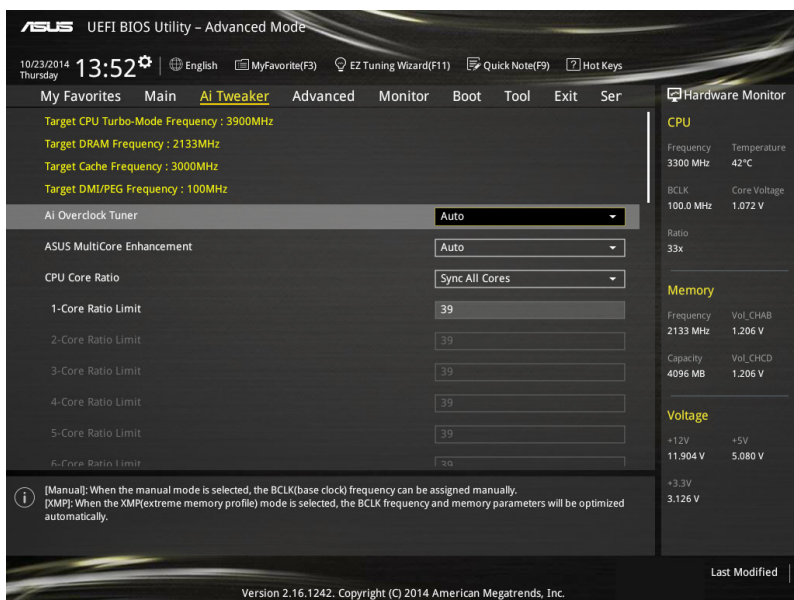 ASUS UEFI BIOS Utility – Advanced Mode
10/23/2014 Thursday 13:52 English MyFavorite(F3) EZ Tuning Wizard(F11) Quick Note(F9) ? Hot Keys
My Favorites Main Ai Tweaker Advanced Monitor Boot Tool Exit Ser
Target CPU Turbo-Mode Frequency : 3900MHz
Target DRAM Frequency : 2133MHz
Target Cache Frequency : 3000MHz
Target DMI/PEG Frequency : 100MHz
Ai Overclock Tuner Auto
ASUS MultiCore Enhancement Auto
CPU Core Ratio Sync All Cores
1-Core Ratio Limit 39
2-Core Ratio Limit 39
3-Core Ratio Limit 39
4-Core Ratio Limit 39
5-Core Ratio Limit 39
6-Core Ratio Limit 39
[Manual]: When the manual mode is selected, the BCLK(base clock) frequency can be assigned manually.
[XMP]: When the XMP(extreme memory profile) mode is selected, the BCLK frequency and memory parameters will be optimized
automatically.
Hardware Monitor
CPU
Frequency Temperature
3300 MHz 42°C
BCLK Core Voltage
100.0 MHz 1.072 V
Ratio
33x
Memory
Frequency Vol_CHAB
2133 MHz 1.206 V
Capacity Vol_CHCD
4096 MB 1.206 V
Voltage
+12V +5V
11.904 V 5.080 V
+3.3V
3.126 V
Last Modified
Version 2.16.1242. Copyright (C) 2014 American Megatrends, Inc.